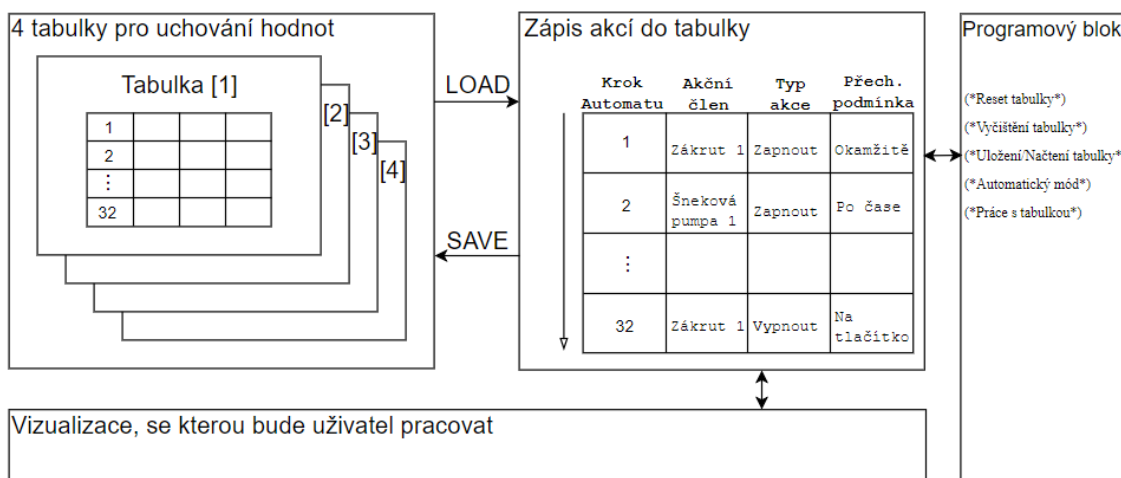 4 tabulky pro uchování hodnot
Tabulka [1]
1
2
⋮
32
[2]
[3]
[4]
LOAD
SAVE
Zápis akcí do tabulky
Krok Akční Typ Přech.
Automatu člen akce podmínka
1 Zákrut 1 Zapnout Okamžitě
2 Šneková pumpa 1 Zapnout Po čase
⋮
32 Zákrut 1 Vypnout Na tlačítko
Programový blok
(*Reset tabulky*)
(*Vyčištění tabulky*)
(*Uložení/Načtení tabulky*
(*Automatický mód*)
(*Práce s tabulkou*)
Vizualizace, se kterou bude uživatel pracovat